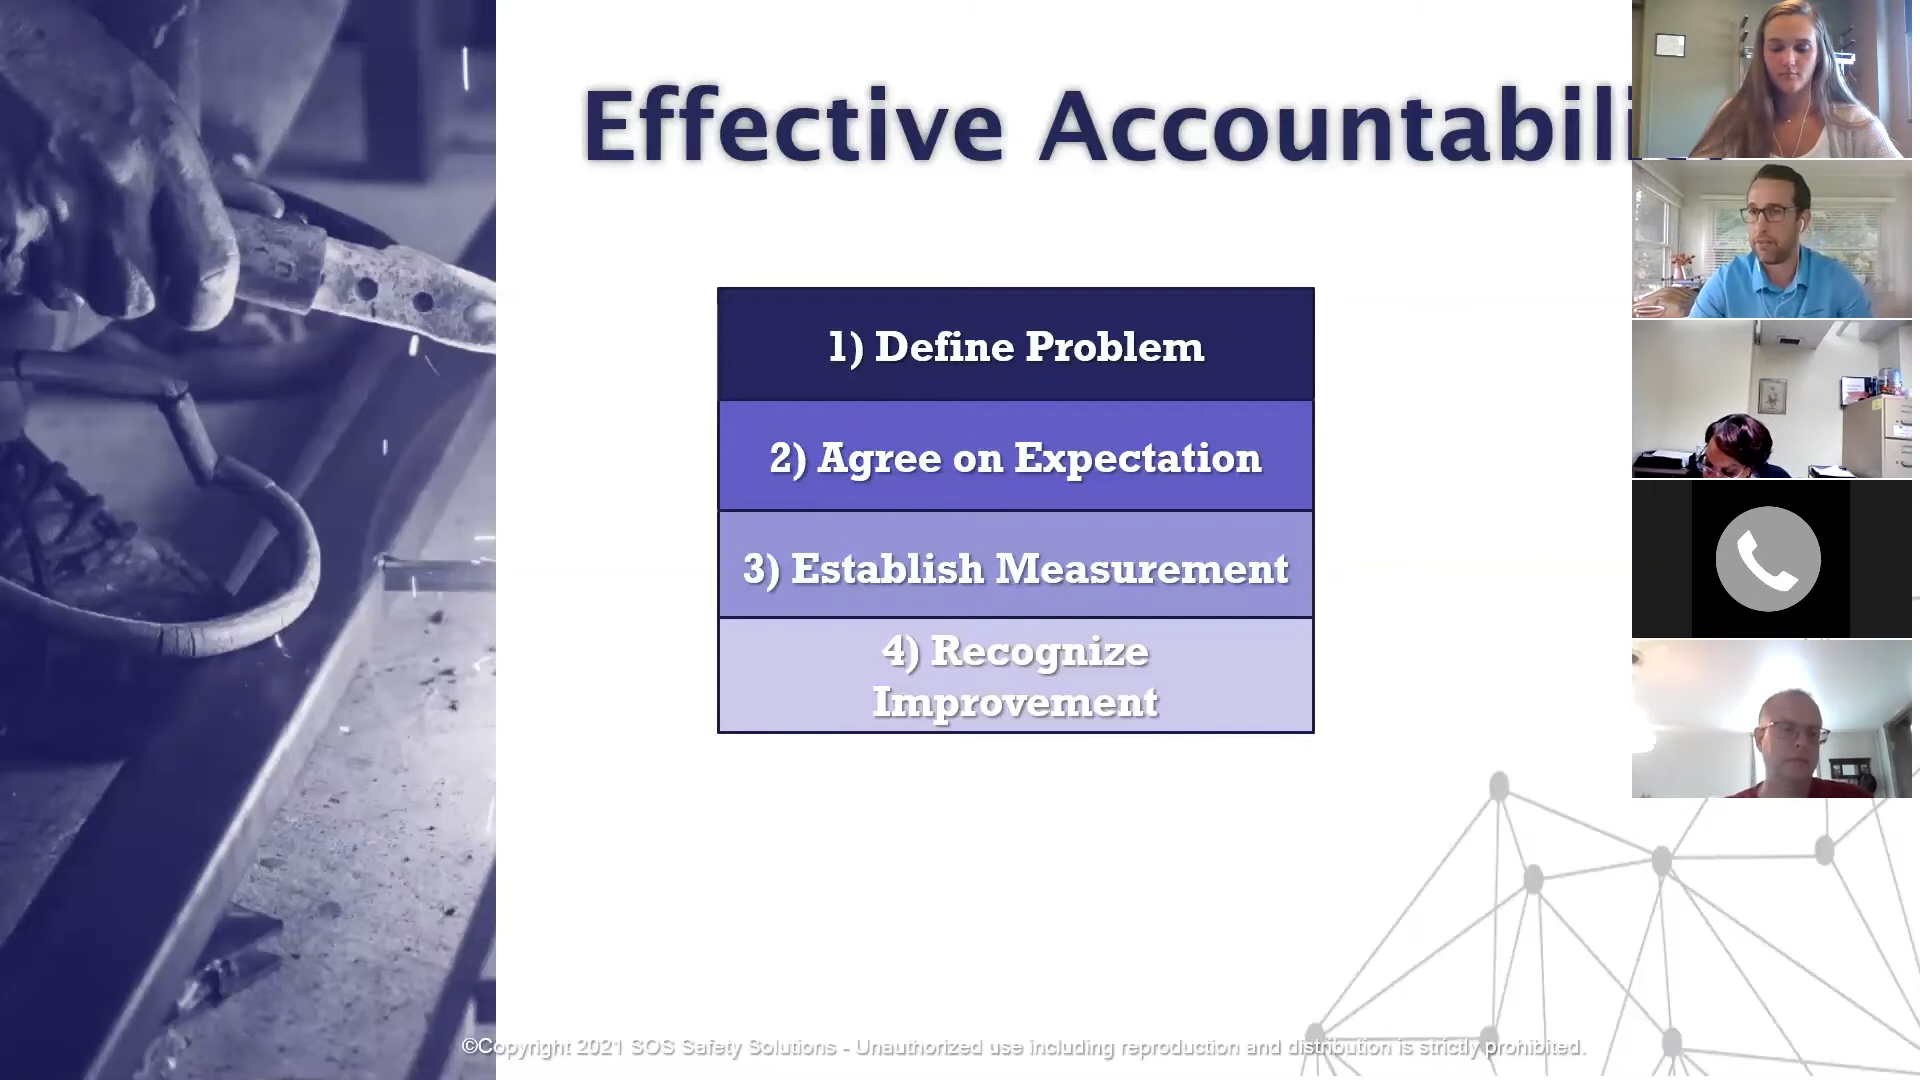 Effective Accountabili
1) Define Problem
2) Agree on Expectation
3) Establish Measurement
4) Recognize
Improvement
©Copyright 2021 SOS Safety Solutions - Unauthorized use including reproduction and distribution is strictly prohibited.